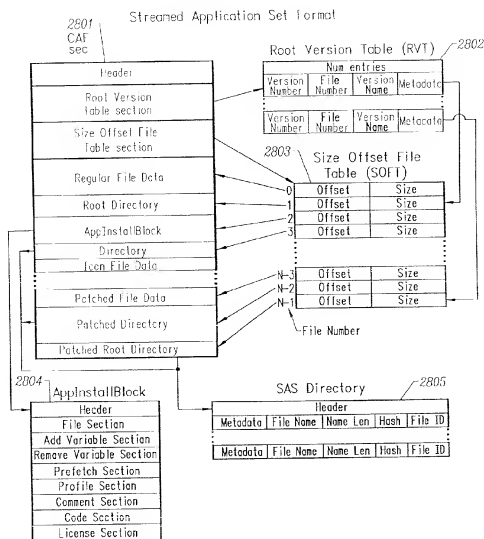 Streamed Application Set Format
2801
CAF
sec
Header
Root Version
Table section
Size Offset File
Table section
Regular File Data
Root Directory
AppInstallBlock
Directory
Icon File Data
Patched File Data
Patched Directory
Patched Root Directory
Root Version Table (RVT)
2802
Num entries
Version Number
File Number
Version Name
Metadata
Version Number
File Number
Version Name
Metadata
2803
Size Offset File
Table (SOFT)
0 Offset Size
1 Offset Size
2 Offset Size
3 Offset Size
N-3 Offset Size
N-2 Offset Size
N-1 Offset Size
File Number
2804
AppInstallBlock
Header
File Section
Add Variable Section
Remove Variable Section
Prefetch Section
Profile Section
Comment Section
Code Section
License Section
SAS Directory
2805
Header
Metadata File Name Name Len Hash File ID
Metadata File Name Name Len Hash File ID